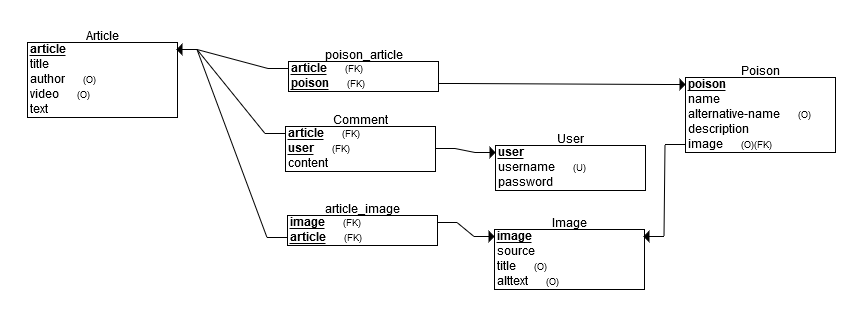 Article
article
title
author (O)
video (O)
text
poison_article
article (FK)
poison (FK)
Comment
article (FK)
user (FK)
content
article_image
image (FK)
article (FK)
User
user
username (U)
password
Image
image
source
title (O)
alttext (O)
Poison
poison
name
alternative-name (O)
description
image (O)(FK)